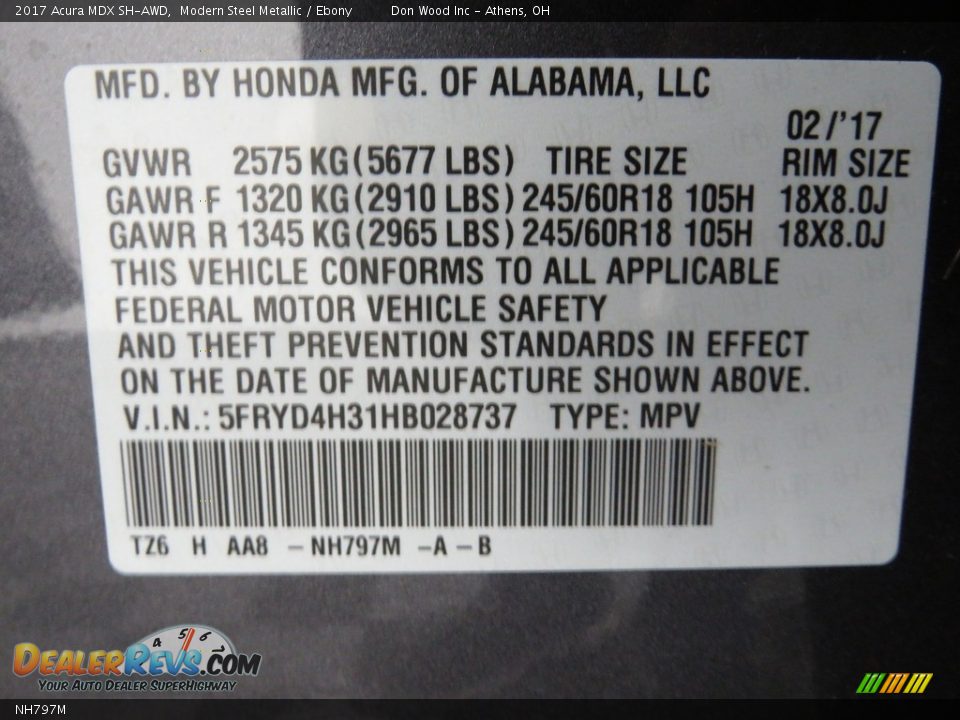 2017 Acura MDX SH-AWD, Modern Steel Metallic / Ebony Don Wood Inc - Athens, OH
MFD. BY HONDA MFG. OF ALABAMA, LLC
02/'17
GVWR 2575 KG(5677 LBS) TIRE SIZE RIM SIZE
GAWR F 1320 KG(2910 LBS) 245/60R18 105H 18X8.0J
GAWR R 1345 KG(2965 LBS) 245/60R18 105H 18X8.0J
THIS VEHICLE CONFORMS TO ALL APPLICABLE
FEDERAL MOTOR VEHICLE SAFETY
AND THEFT PREVENTION STANDARDS IN EFFECT
ON THE DATE OF MANUFACTURE SHOWN ABOVE.
V.I.N.: 5FRYD4H31HB028737 TYPE: MPV
TZ6 H AA8 - NH797M -A - B
4 5 6
DEALERREVS.COM
YOUR AUTO DEALER SUPERHIGHWAY
NH797M